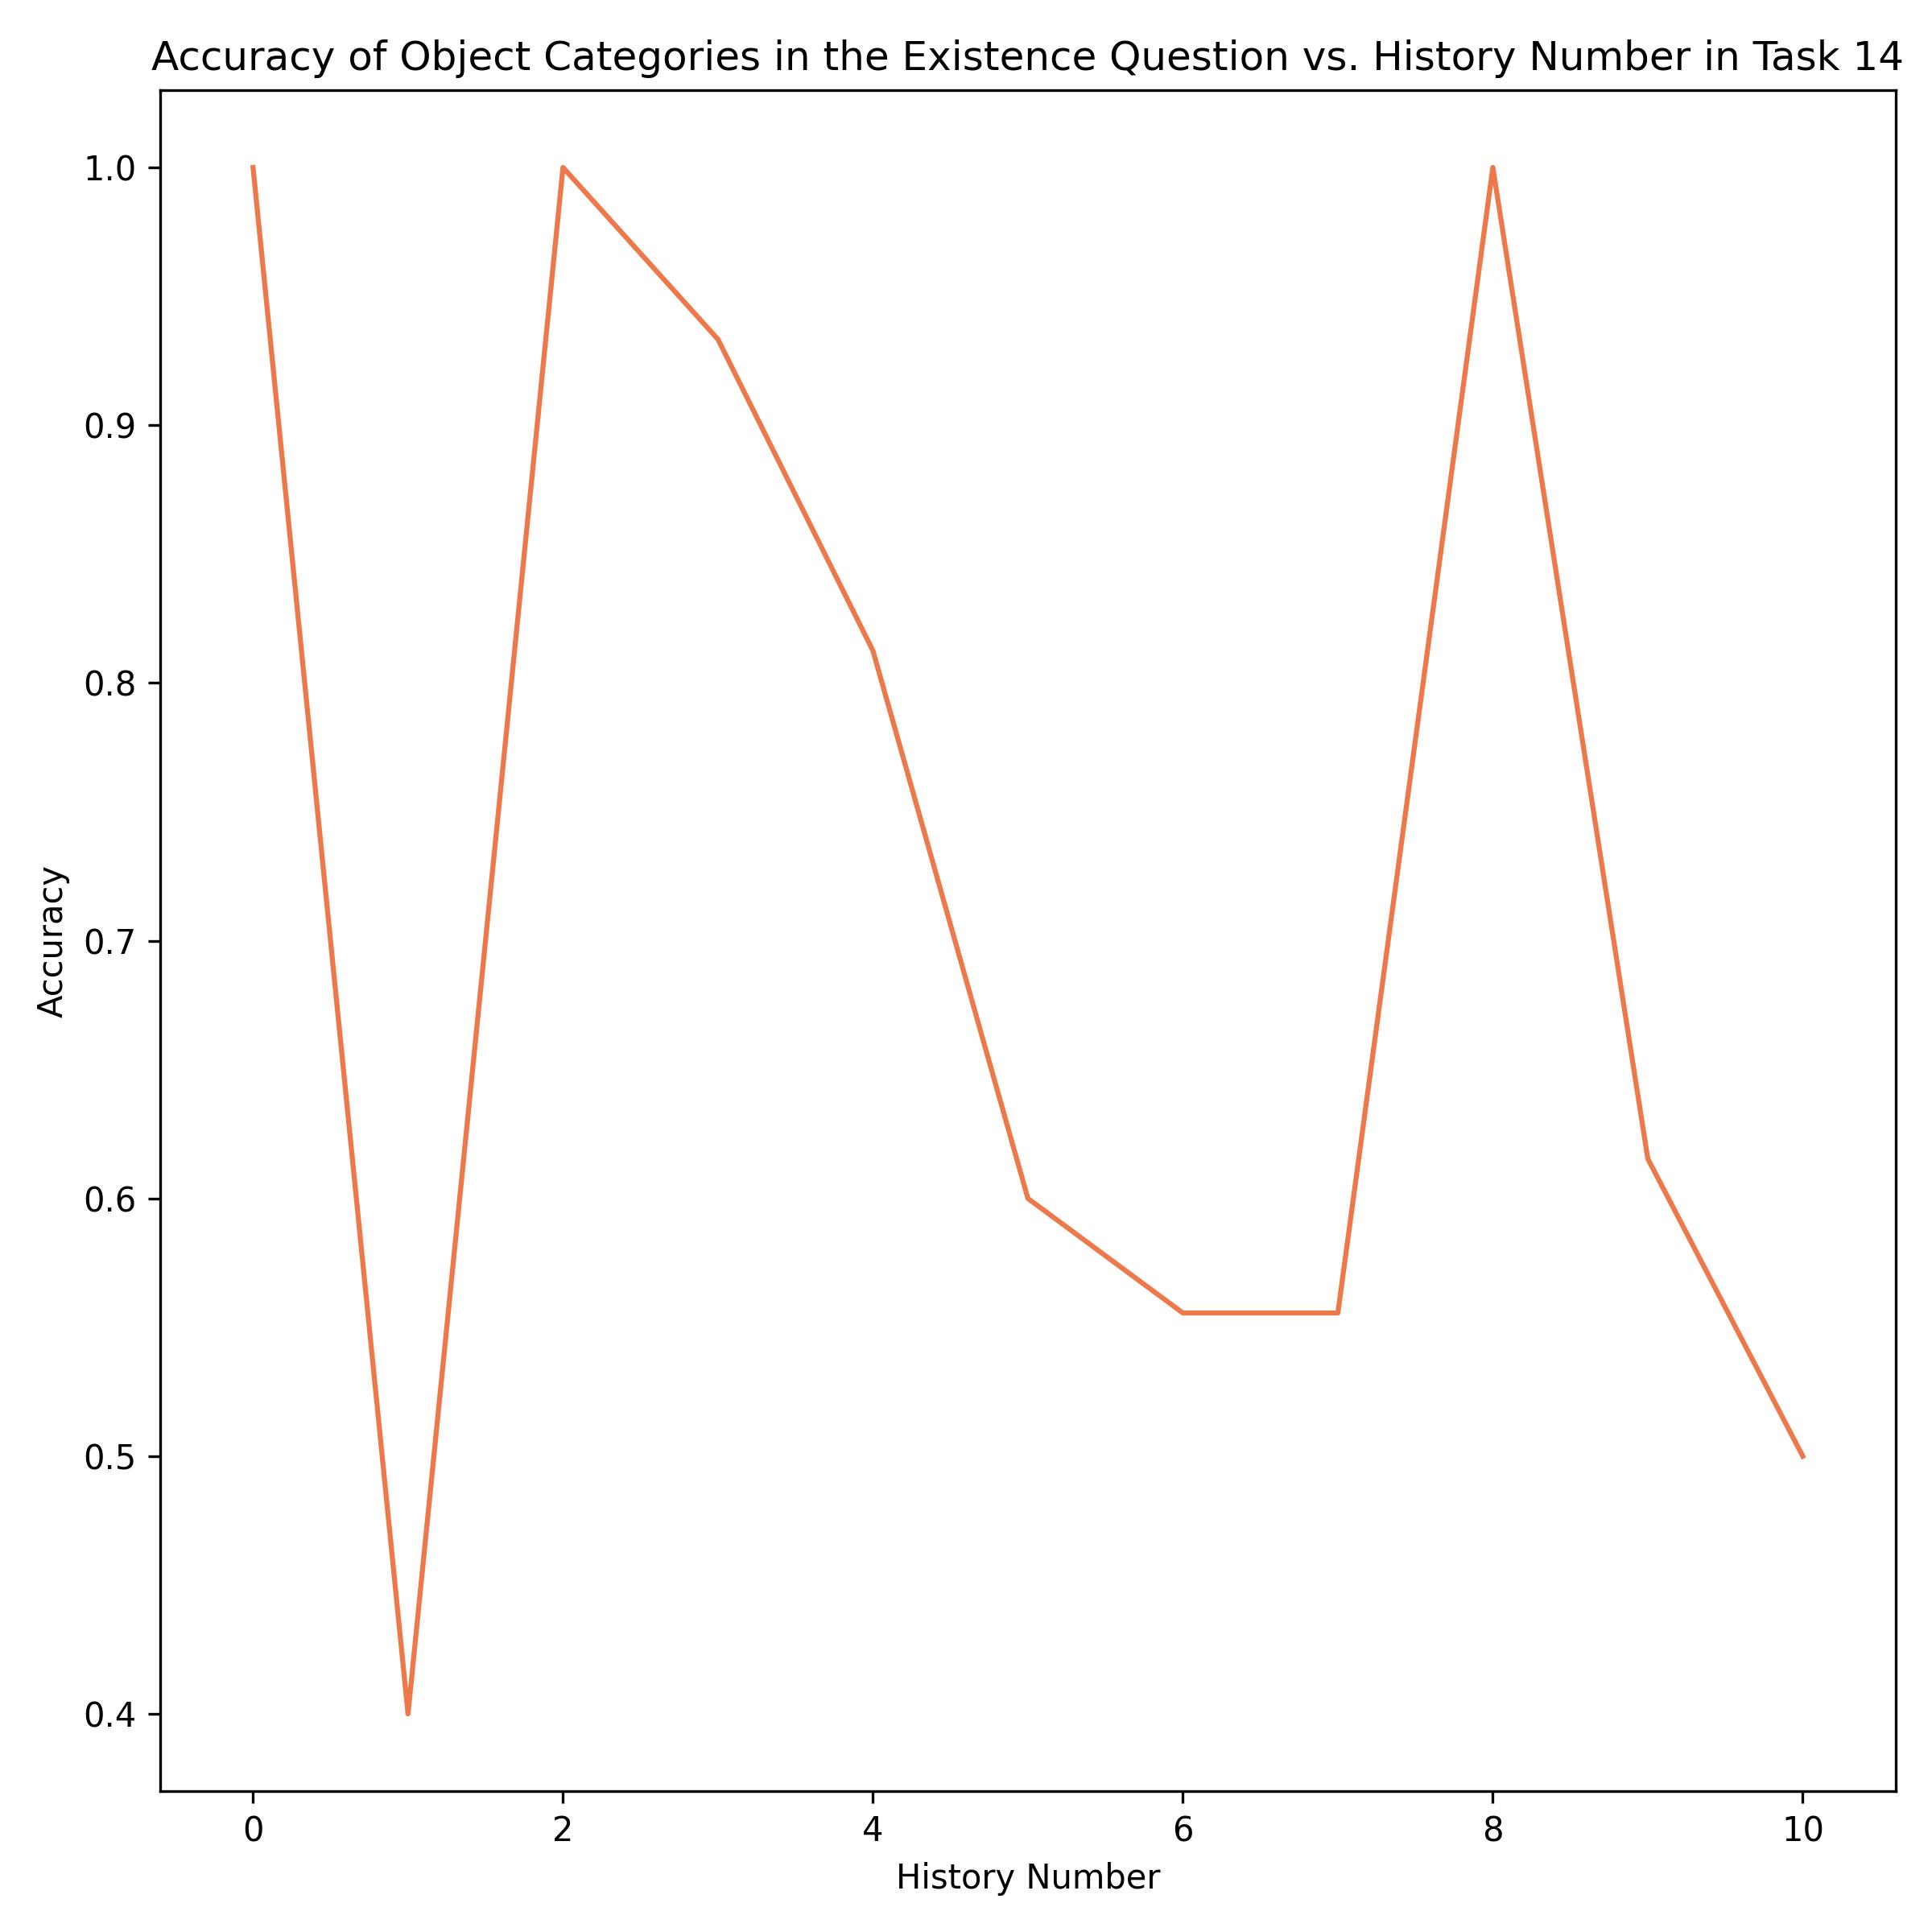 Accuracy of Object Categories in the Existence Question vs. History Number in Task 14
1.0
0.9
0.8
0.7
0.6
0.5
0.4
Accuracy
0 2 4 6 8 10
History Number